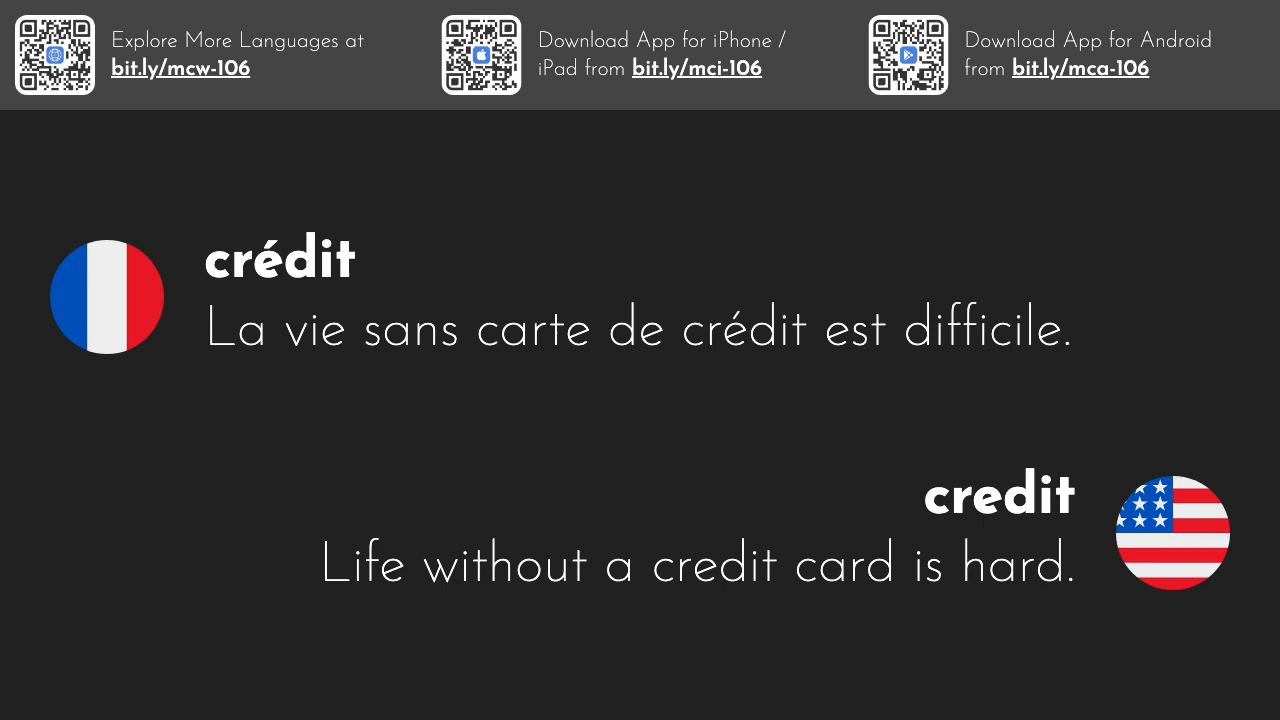 Explore More Languages at
bit.ly/mcw-106
Download App for iPhone /
iPad from bit.ly/mci-106
Download App for Android
from bit.ly/mca-106
crédit
La vie sans carte de crédit est difficile.
credit
Life without a credit card is hard.